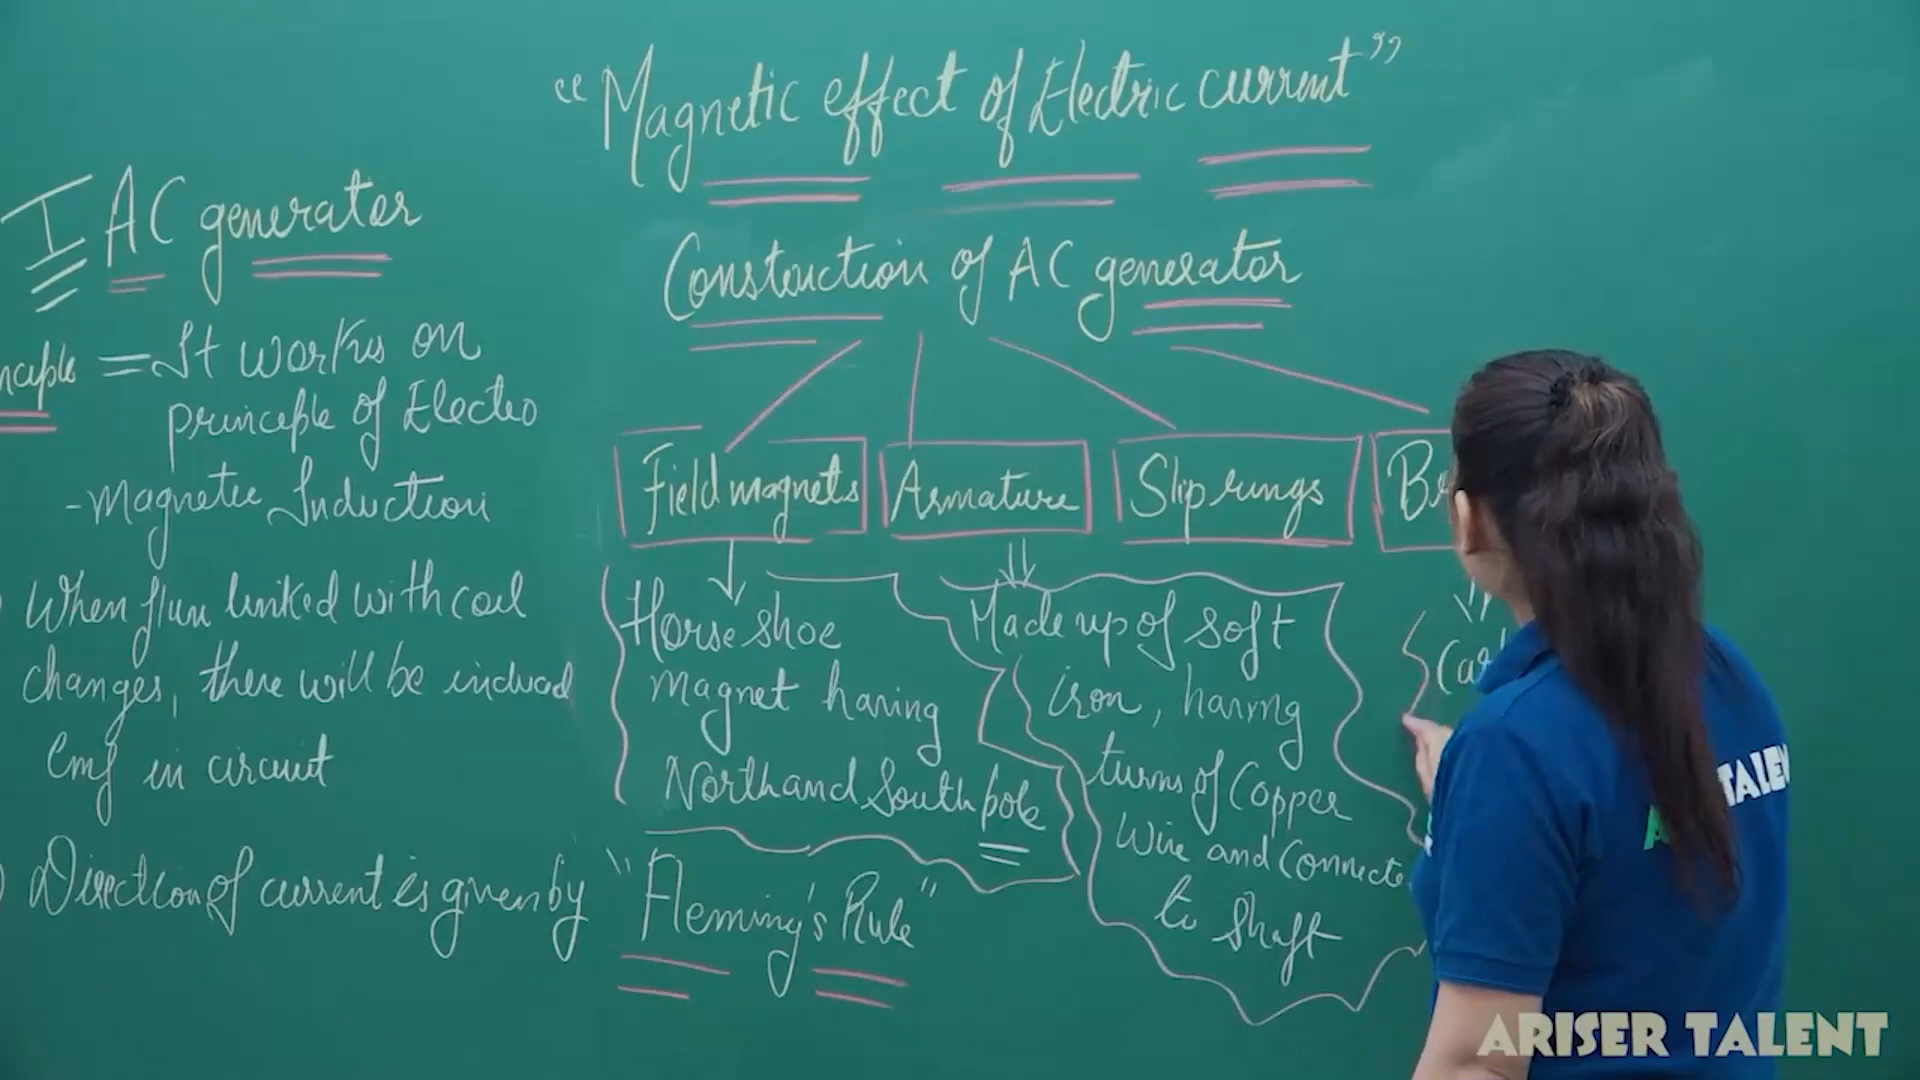 "Magnetic effect of Electric current"
I AC generator
= It works on
principle of Electro
-Magnetic Induction
When flux linked with coil
changes, there will be induced
Emf in circuit
Direction of current is given by "Fleming's Rule"
Construction of AC generator
Field magnets
Armature
Slip rings
Horse shoe
magnet having
North and South pole
Made up of soft
iron, having
turns of Copper
Wire and Connecte
to Shaft
TALEN
ARISER TALENT